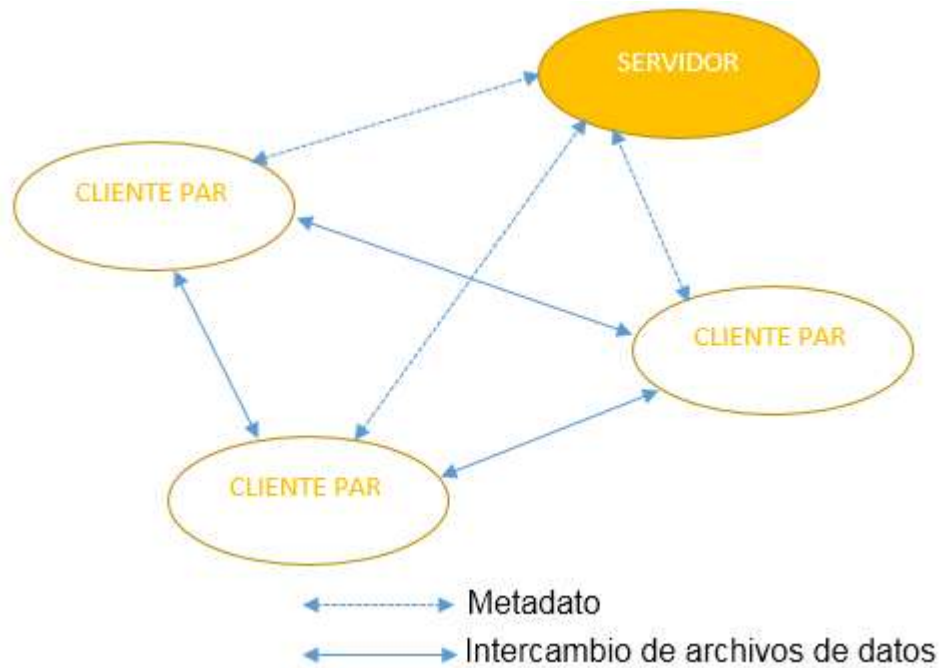 SERVIDOR
CLIENTE PAR
CLIENTE PAR
CLIENTE PAR
Metadato
Intercambio de archivos de datos